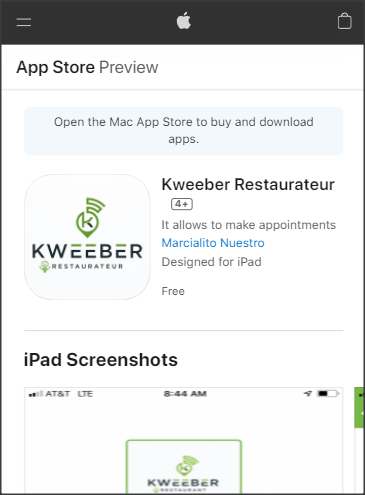 App Store Preview
Open the Mac App Store to buy and download
apps.
Kweeber Restaurateur
4+
It allows to make appointments
Marcialito Nuestro
Designed for iPad
Free
KWEEBER
RESTAURATEUR
iPad Screenshots
AT&T LTE 8:44 AM
KWEEBER
RESTAURANT